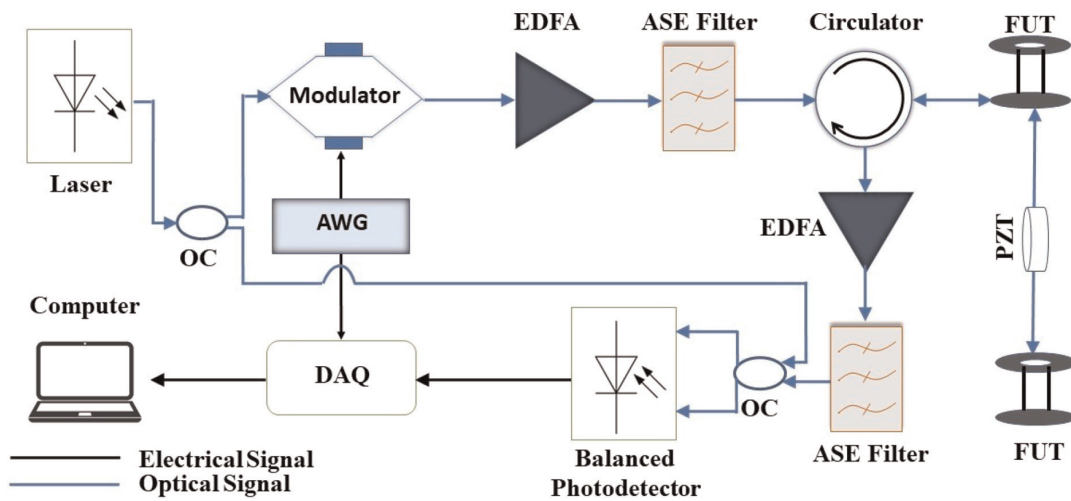 EDFA
ASE Filter
Circulator
FUT
Modulator
Laser
AWG
OC
EDFA
PZT
Computer
DAQ
OC
Balanced
Photodetector
ASE Filter
FUT
Electrical Signal
Optical Signal